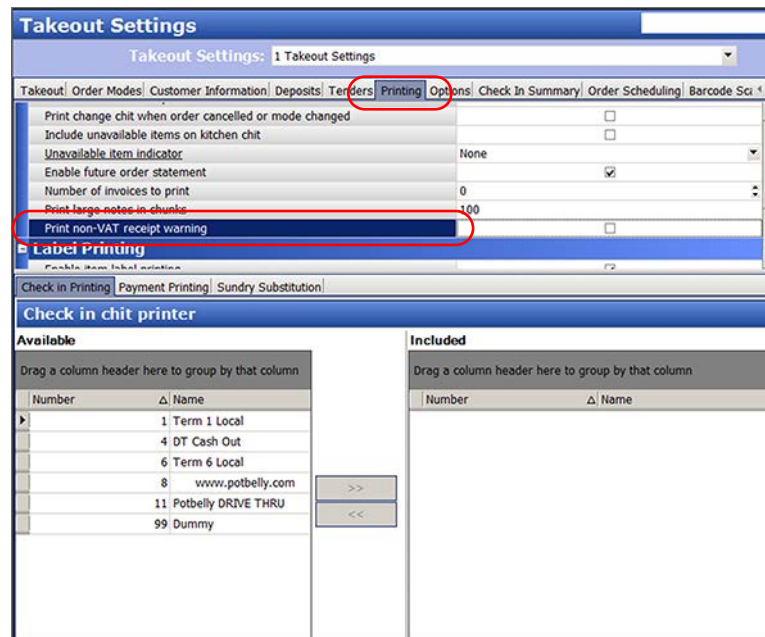 Takeout Settings
Takeout Settings: 1 Takeout Settings
Takeout Order Modes Customer Information Deposits Tenders Printing Options Check In Summary Order Scheduling Barcode Sca
Print change chit when order cancelled or mode changed
Include unavailable items on kitchen chit
Unavailable item indicator None
Enable future order statement
Number of invoices to print 0
Print large notes in chunks 100
Print non-VAT receipt warning
Label Printing
Enable item label printing
Check in Printing Payment Printing Sundry Substitution
Check in chit printer
Available Included
Drag a column header here to group by that column Drag a column header here to group by that column
Number Name Number Name
1 Term 1 Local
4 DT Cash Out
6 Term 6 Local
8 www.potbelly.com
>>
11 Potbelly DRIVE THRU
<<
99 Dummy